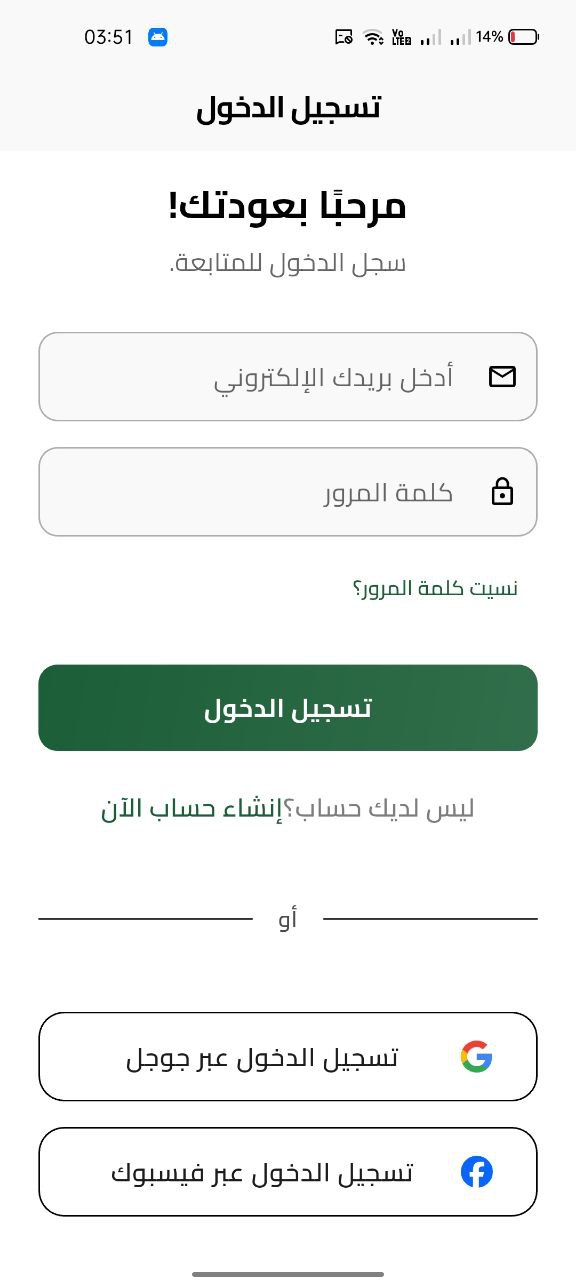 03:51 VO LTE2 14%
تسجيل الدخول
مرحبًا بعودتك!
سجل الدخول للمتابعة.
أدخل بريدك الإلكتروني
كلمة المرور
نسيت كلمة المرور؟
تسجيل الدخول
ليس لديك حساب؟إنشاء حساب الآن
أو
تسجيل الدخول عبر جوجل
تسجيل الدخول عبر فيسبوك